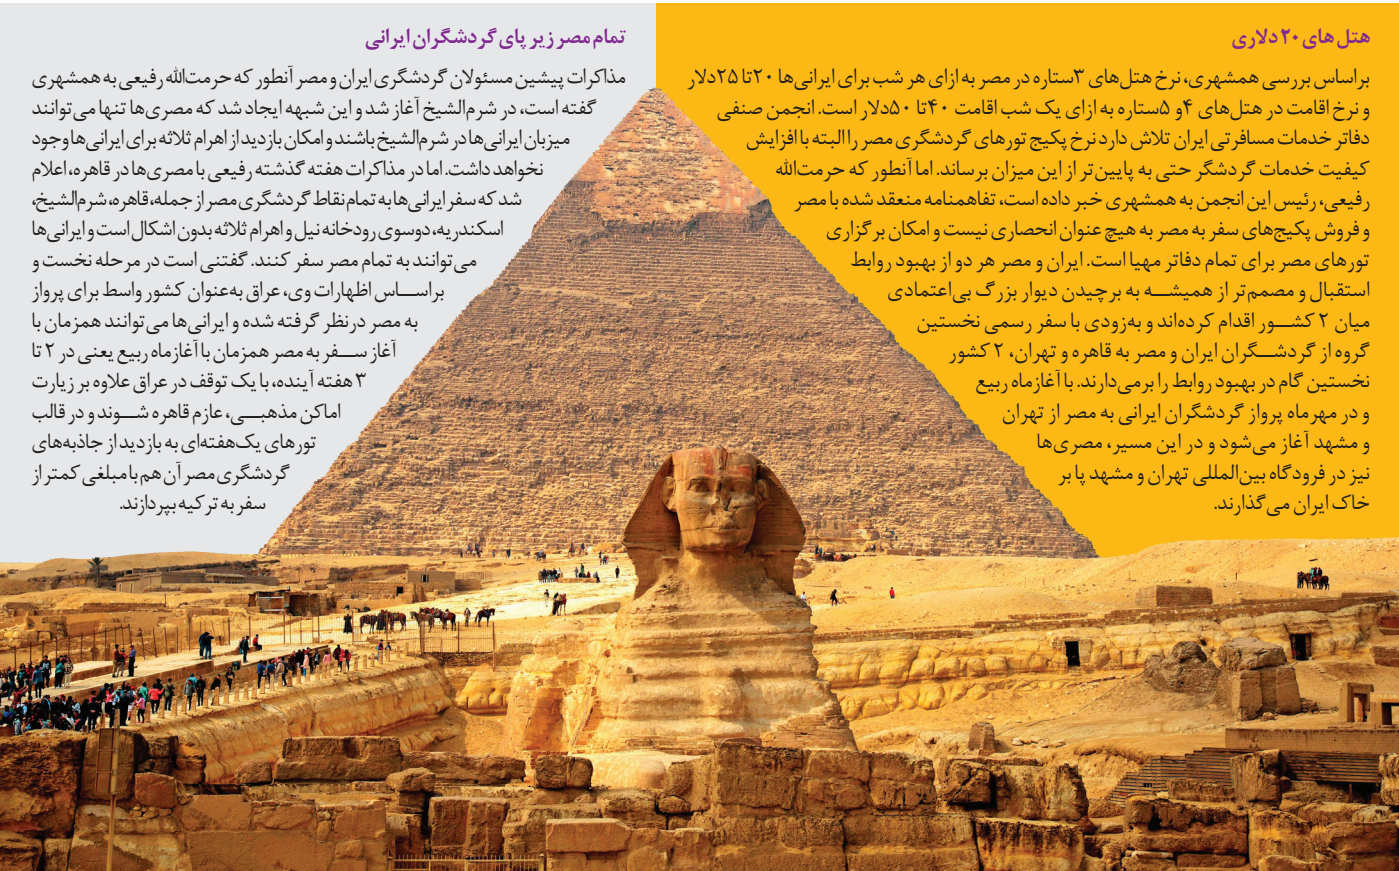 هتل‌های ۲۰ دلاری
براساس بررسی همشهری، نرخ هتل‌های ۳ستاره در مصر به ازای هر شب برای ایرانی‌ها ۲۰ تا ۲۵دلار
و نرخ اقامت در هتل‌های ۴و ۵ستاره به ازای یک شب اقامت ۴۰تا ۵۰دلار است. انجمن صنفی
دفاتر خدمات مسافرتی ایران تلاش دارد نرخ پکیج تورهای گردشگری مصر را البته با افزایش
کیفیت خدمات گردشگر حتی به پایین‌تر از این میزان برساند. اما آنطور که حرمت‌الله
رفیعی، رئیس این انجمن به همشهری خبر داده است، تفاهمنامه منعقد شده با مصر
و فروش پکیج‌های سفر به مصر به هیچ عنوان انحصاری نیست و امکان برگزاری
تورهای مصر برای تمام دفاتر مهیا است. ایران و مصر هر دو از بهبود روابط
استقبال و مصمم‌تر از همیشه به برچیدن دیوار بزرگ بی‌اعتمادی
میان ۲ کشور اقدام کرده‌اند و به‌زودی با سفر رسمی نخستین
گروه از گردشگران ایران و مصر به قاهره و تهران، ۲ کشور
نخستین گام در بهبود روابط را برمی‌دارند. با آغازماه ربیع
و در مهرماه پرواز گردشگران ایرانی به مصر از تهران
و مشهد آغاز می‌شود و در این مسیر، مصری‌ها
نیز در فرودگاه بین‌المللی تهران و مشهد پا بر
خاک ایران می‌گذارند.
تمام مصر زیر پای گردشگران ایرانی
مذاکرات پیشین مسئولان گردشگری ایران و مصر آنطور که حرمت‌الله رفیعی به همشهری
گفته است، در شرم‌الشیخ آغاز شد و این شبهه ایجاد شد که مصری‌ها تنها می‌توانند
میزبان ایرانی‌ها در شرم‌الشیخ باشند و امکان بازدید از اهرام ثلاثه برای ایرانی‌ها وجود
نخواهد داشت. اما در مذاکرات هفته گذشته رفیعی با مصری‌ها در قاهره، اعلام
شد که سفر ایرانی‌ها به تمام نقاط گردشگری مصر از جمله، قاهره، شرم‌الشیخ،
اسکندریه، دوسوی رودخانه نیل و اهرام ثلاثه بدون اشکال است و ایرانی‌ها
می‌توانند به تمام مصر سفر کنند. گفتنی است در مرحله نخست و
براساس اظهارات وی، عراق به‌عنوان کشور واسط برای پرواز
به مصر درنظر گرفته شده و ایرانی‌ها می‌توانند همزمان با
آغاز سفر به مصر همزمان با آغازماه ربیع یعنی در ۲ تا
۳ هفته آینده، با یک توقف در عراق علاوه بر زیارت
اماکن مذهبی، عازم قاهره شوند و در قالب
تورهای یک‌هفته‌ای به بازدید از جاذبه‌های
گردشگری مصر آن هم با مبلغی کمتر از
سفر به ترکیه بپردازند.